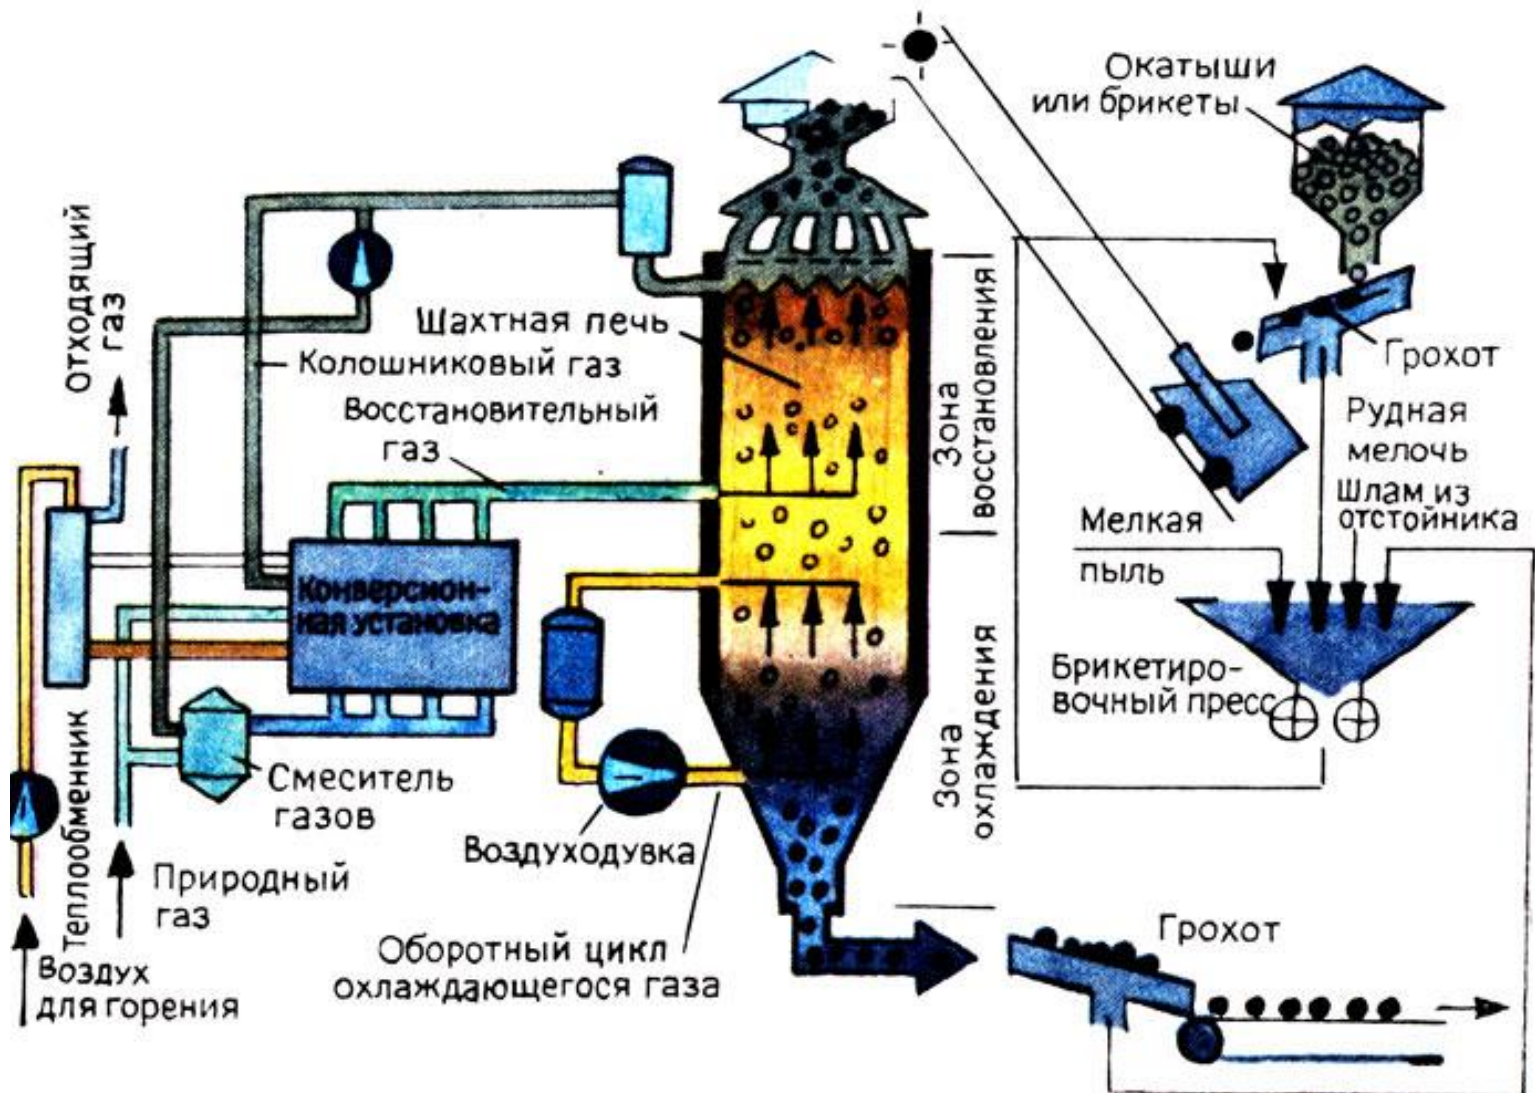 Окатыши
или брикеты
Отходящий
газ
Шахтная печь
Колошниковый газ
Восстановительный
газ
Зона
восстановления
Грохот
Рудная
мелочь
Шлам из
отстойника
Мелкая
пыль
Конверсион-
ная установка
Брикетиро-
вочный пресс
Зона
охлаждения
Теплообменник
Смеситель
газов
Воздуходувка
Природный
газ
Оборотный цикл
охлаждающегося газа
Воздух
для горения
Грохот